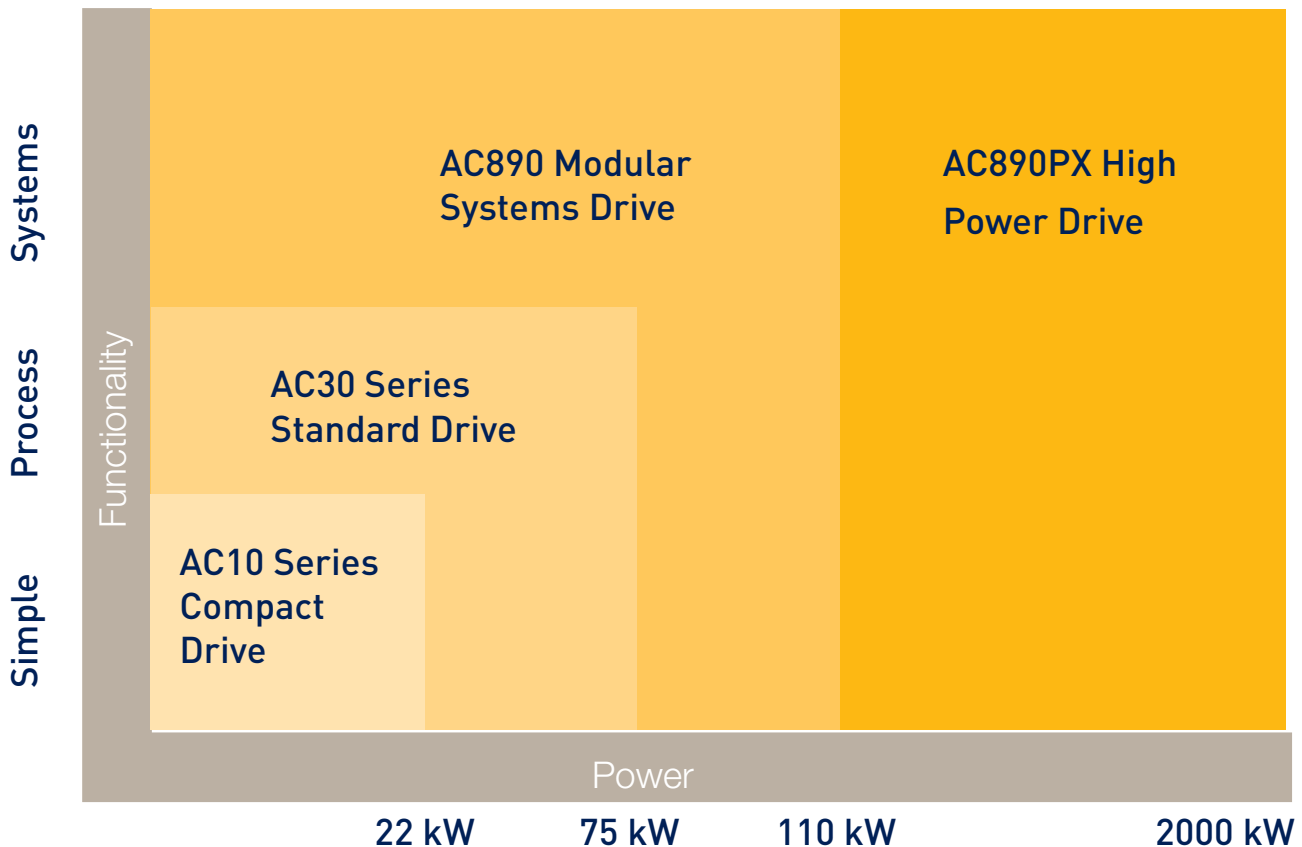 Systems
Process
Simple
Functionality
AC890 Modular
Systems Drive
AC890PX High
Power Drive
AC30 Series
Standard Drive
AC10 Series
Compact
Drive
Power
22 kW
75 kW
110 kW
2000 kW